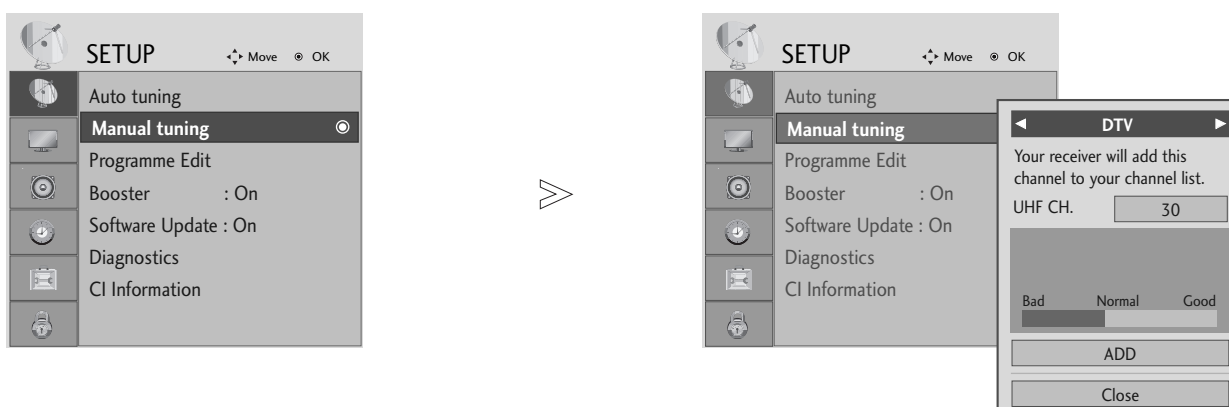 SETUP Move OK
Auto tuning
Manual tuning
Programme Edit
Booster : On
Software Update : On
Diagnostics
CI Information
SETUP Move OK
Auto tuning
Manual tuning
Programme Edit
Booster : On
Software Update : On
Diagnostics
CI Information
DTV
Your receiver will add this
channel to your channel list.
UHF CH. 30
Bad Normal Good
ADD
Close